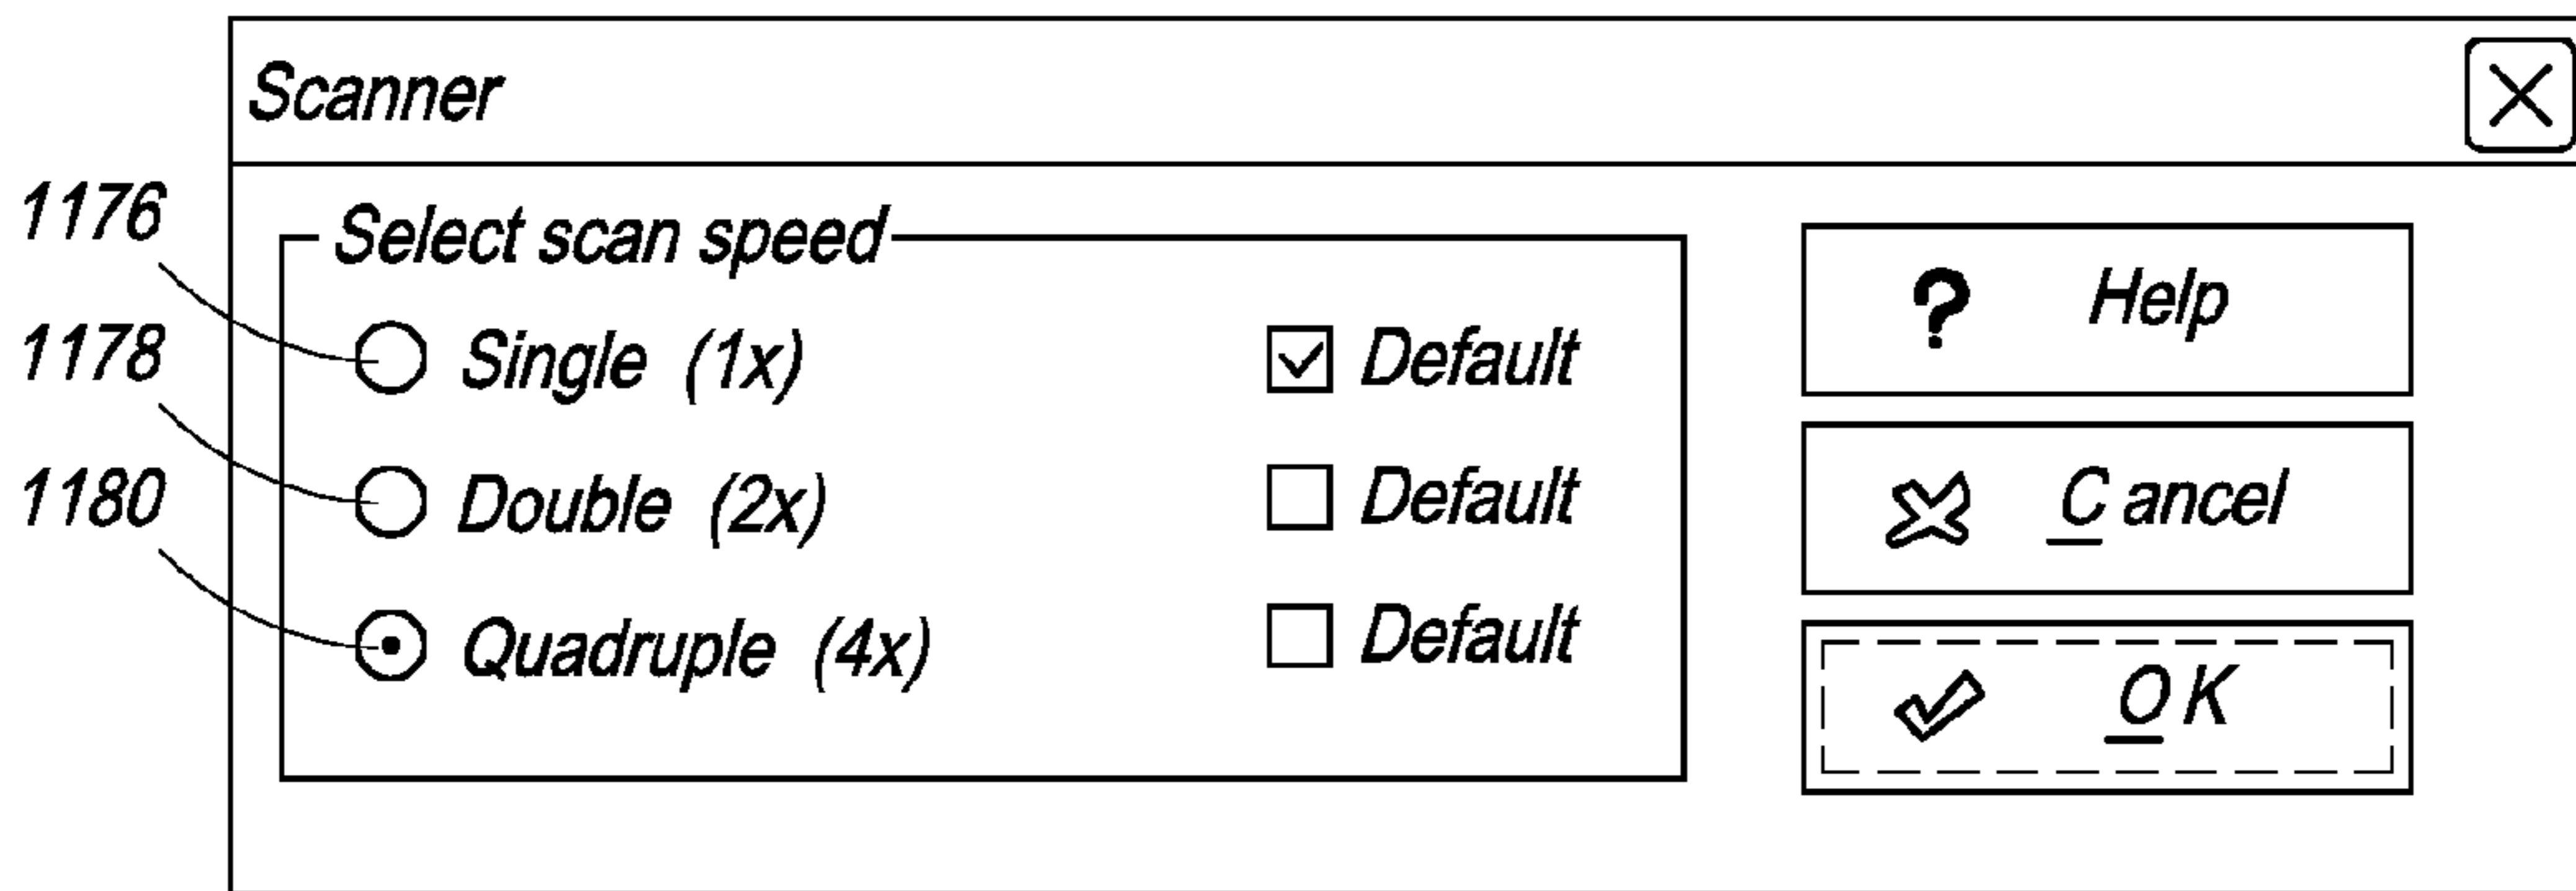 Scanner
1176
Select scan speed
Single (1x)
Default
1178
Double (2x)
Default
1180
Quadruple (4x)
Default
? Help
Cancel
OK